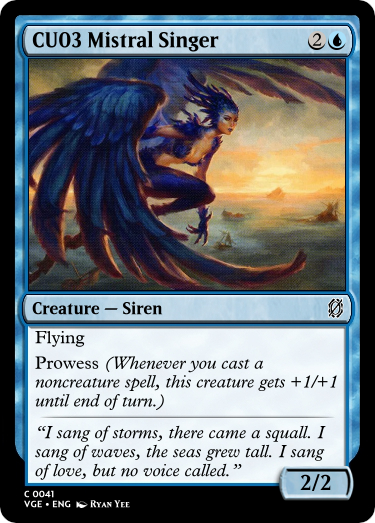 CU03 Mistral Singer 2
Creature — Siren
Flying
Prowess (Whenever you cast a
noncreature spell, this creature gets +1/+1
until end of turn.)
“I sang of storms, there came a squall. I
sang of waves, the seas grew tall. I sang
of love, but no voice called.”
2/2
C 0041
VGE • ENG Ryan Yee